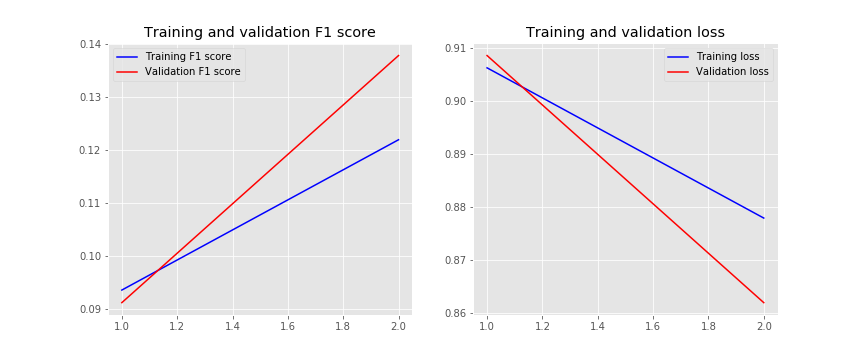 Training and validation F1 score
Training F1 score
Validation F1 score
0.14
0.13
0.12
0.11
0.10
0.09
1.0 1.2 1.4 1.6 1.8 2.0
Training and validation loss
Training loss
Validation loss
0.91
0.90
0.89
0.88
0.87
0.86
1.0 1.2 1.4 1.6 1.8 2.0